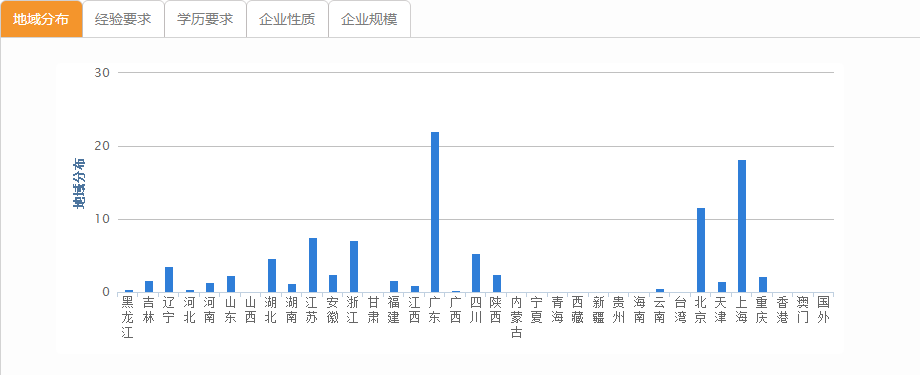 地域分布 经验要求 学历要求 企业性质 企业规模
30
20
10
0
地域分布
黑龙江 吉林 辽宁 河北 河南 山东 山西 湖北 湖南 江苏 安徽 浙江 甘肃 福建 江西 广东 广西 四川 陕西 内蒙古 宁夏 青海 西藏 新疆 贵州 海南 云南 台湾 北京 天津 上海 重庆 香港 澳门 国外